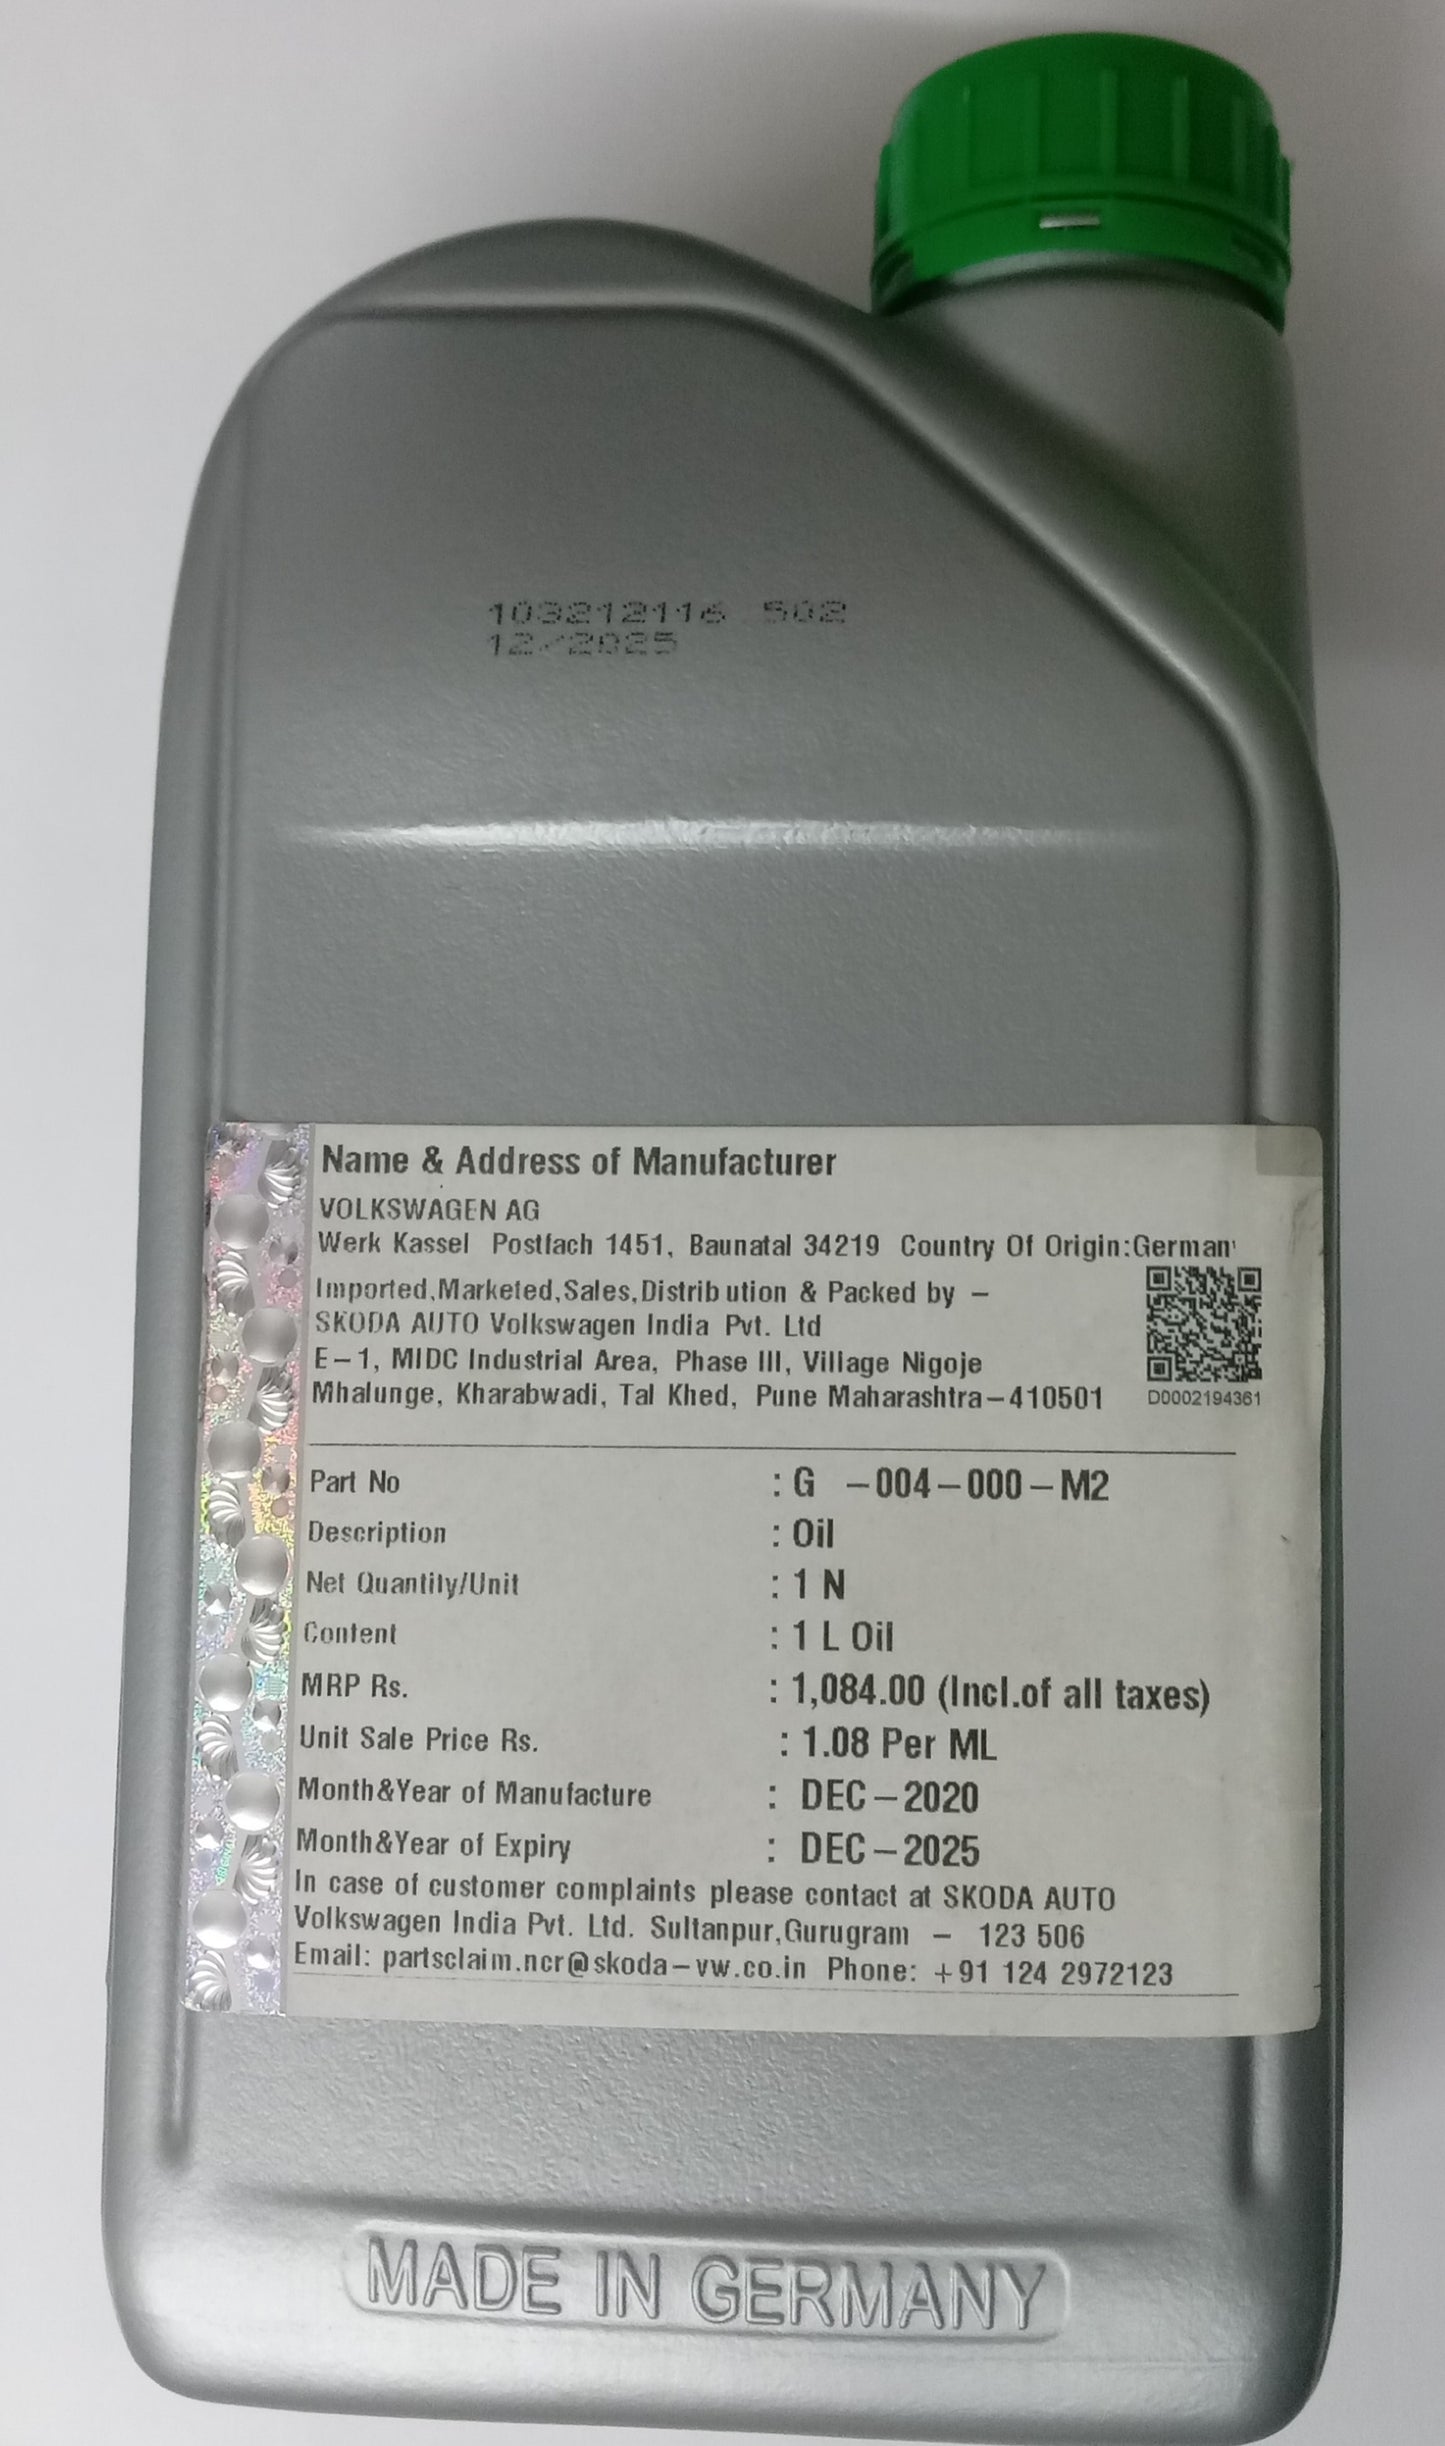 103212116 502
12/2025
Name & Address of Manufacturer
VOLKSWAGEN AG
Werk Kassel Postfach 1451, Baunatal 34219 Country Of Origin:German
Imported,Marketed,Sales,Distribution & Packed by –
SKODA AUTO Volkswagen India Pvt. Ltd
E–1, MIDC Industrial Area, Phase III, Village Nigoje
Mhalunge, Kharabwadi, Tal Khed, Pune Maharashtra–410501
D0002194361
Part No : G –004–000–M2
Description : Oil
Net Quantity/Unit : 1 N
Content : 1 L Oil
MRP Rs. : 1,084.00 (Incl.of all taxes)
Unit Sale Price Rs. : 1.08 Per ML
Month&Year of Manufacture : DEC–2020
Month&Year of Expiry : DEC–2025
In case of customer complaints please contact at SKODA AUTO
Volkswagen India Pvt. Ltd. Sultanpur,Gurugram – 123 506
Email: partsclaim.ncr@skoda–vw.co.in Phone: +91 124 2972123
MADE IN GERMANY